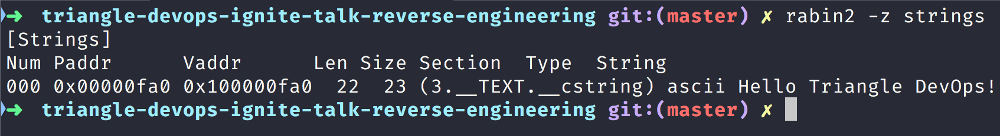 ➜ triangle-devops-ignite-talk-reverse-engineering git:(master) ✗ rabin2 -z strings
[Strings]
Num Paddr      Vaddr      Len Size Section  Type  String
000 0x00000fa0 0x100000fa0  22  23 (3.__TEXT.__cstring) ascii Hello Triangle DevOps!
➜ triangle-devops-ignite-talk-reverse-engineering git:(master) ✗